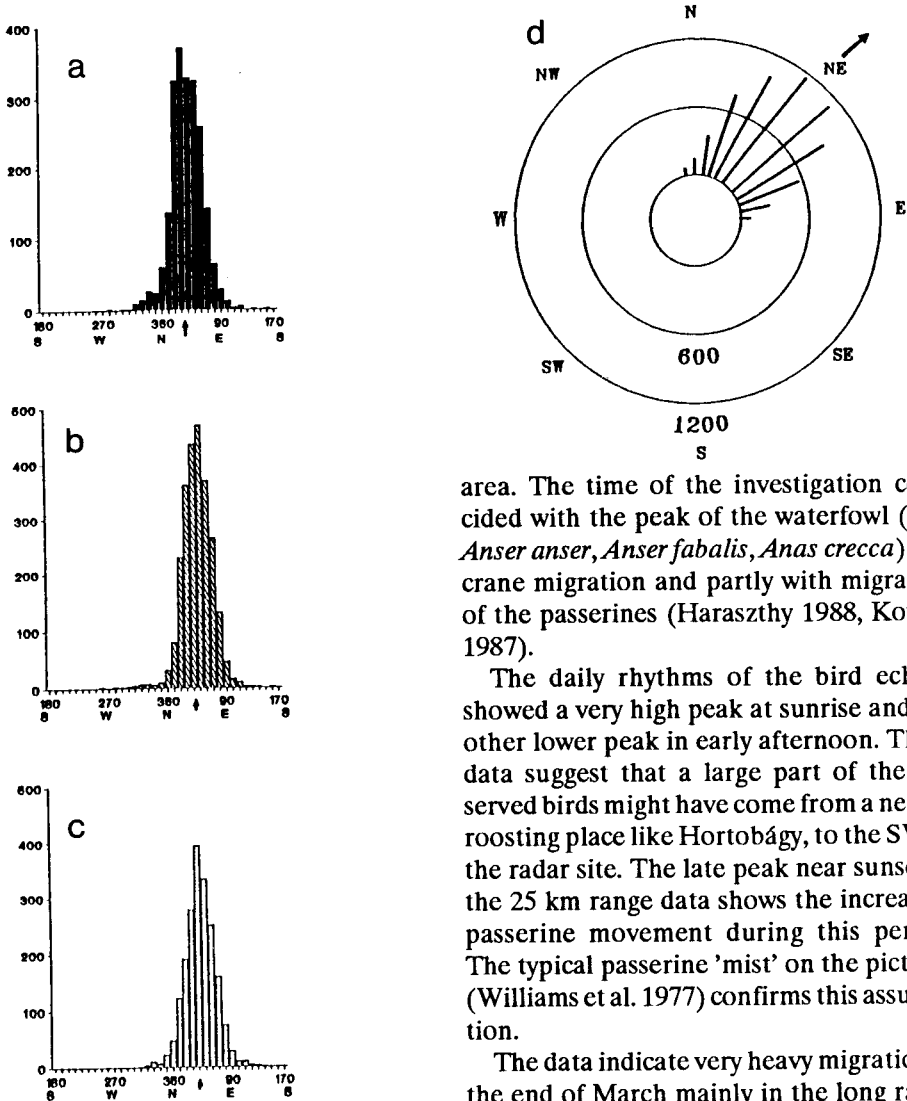 400
a
300
200
100
0
180 270 360 90 170
S W N E S
500
b
400
300
200
100
0
180 270 360 90 170
S W N E S
500
c
400
300
200
100
0
180 270 360 90 170
S W N E S
d
N
NW
NE
W
E
SW
SE
600
1200
S
area. The time of the investigation c
cided with the peak of the waterfowl (
Anser anser, Anser fabalis, Anas crecca)
crane migration and partly with migra
of the passerines (Haraszthy 1988, Ko
1987).
The daily rhythms of the bird ech
showed a very high peak at sunrise and
other lower peak in early afternoon. Th
data suggest that a large part of the
served birds might have come from a ne
roosting place like Hortobágy, to the SV
the radar site. The late peak near sunse
the 25 km range data shows the increa
passerine movement during this per
The typical passerine 'mist' on the pict
(Williams et al. 1977) confirms this assu
tion.
The data indicate very heavy migratio
the end of March mainly in the long ra